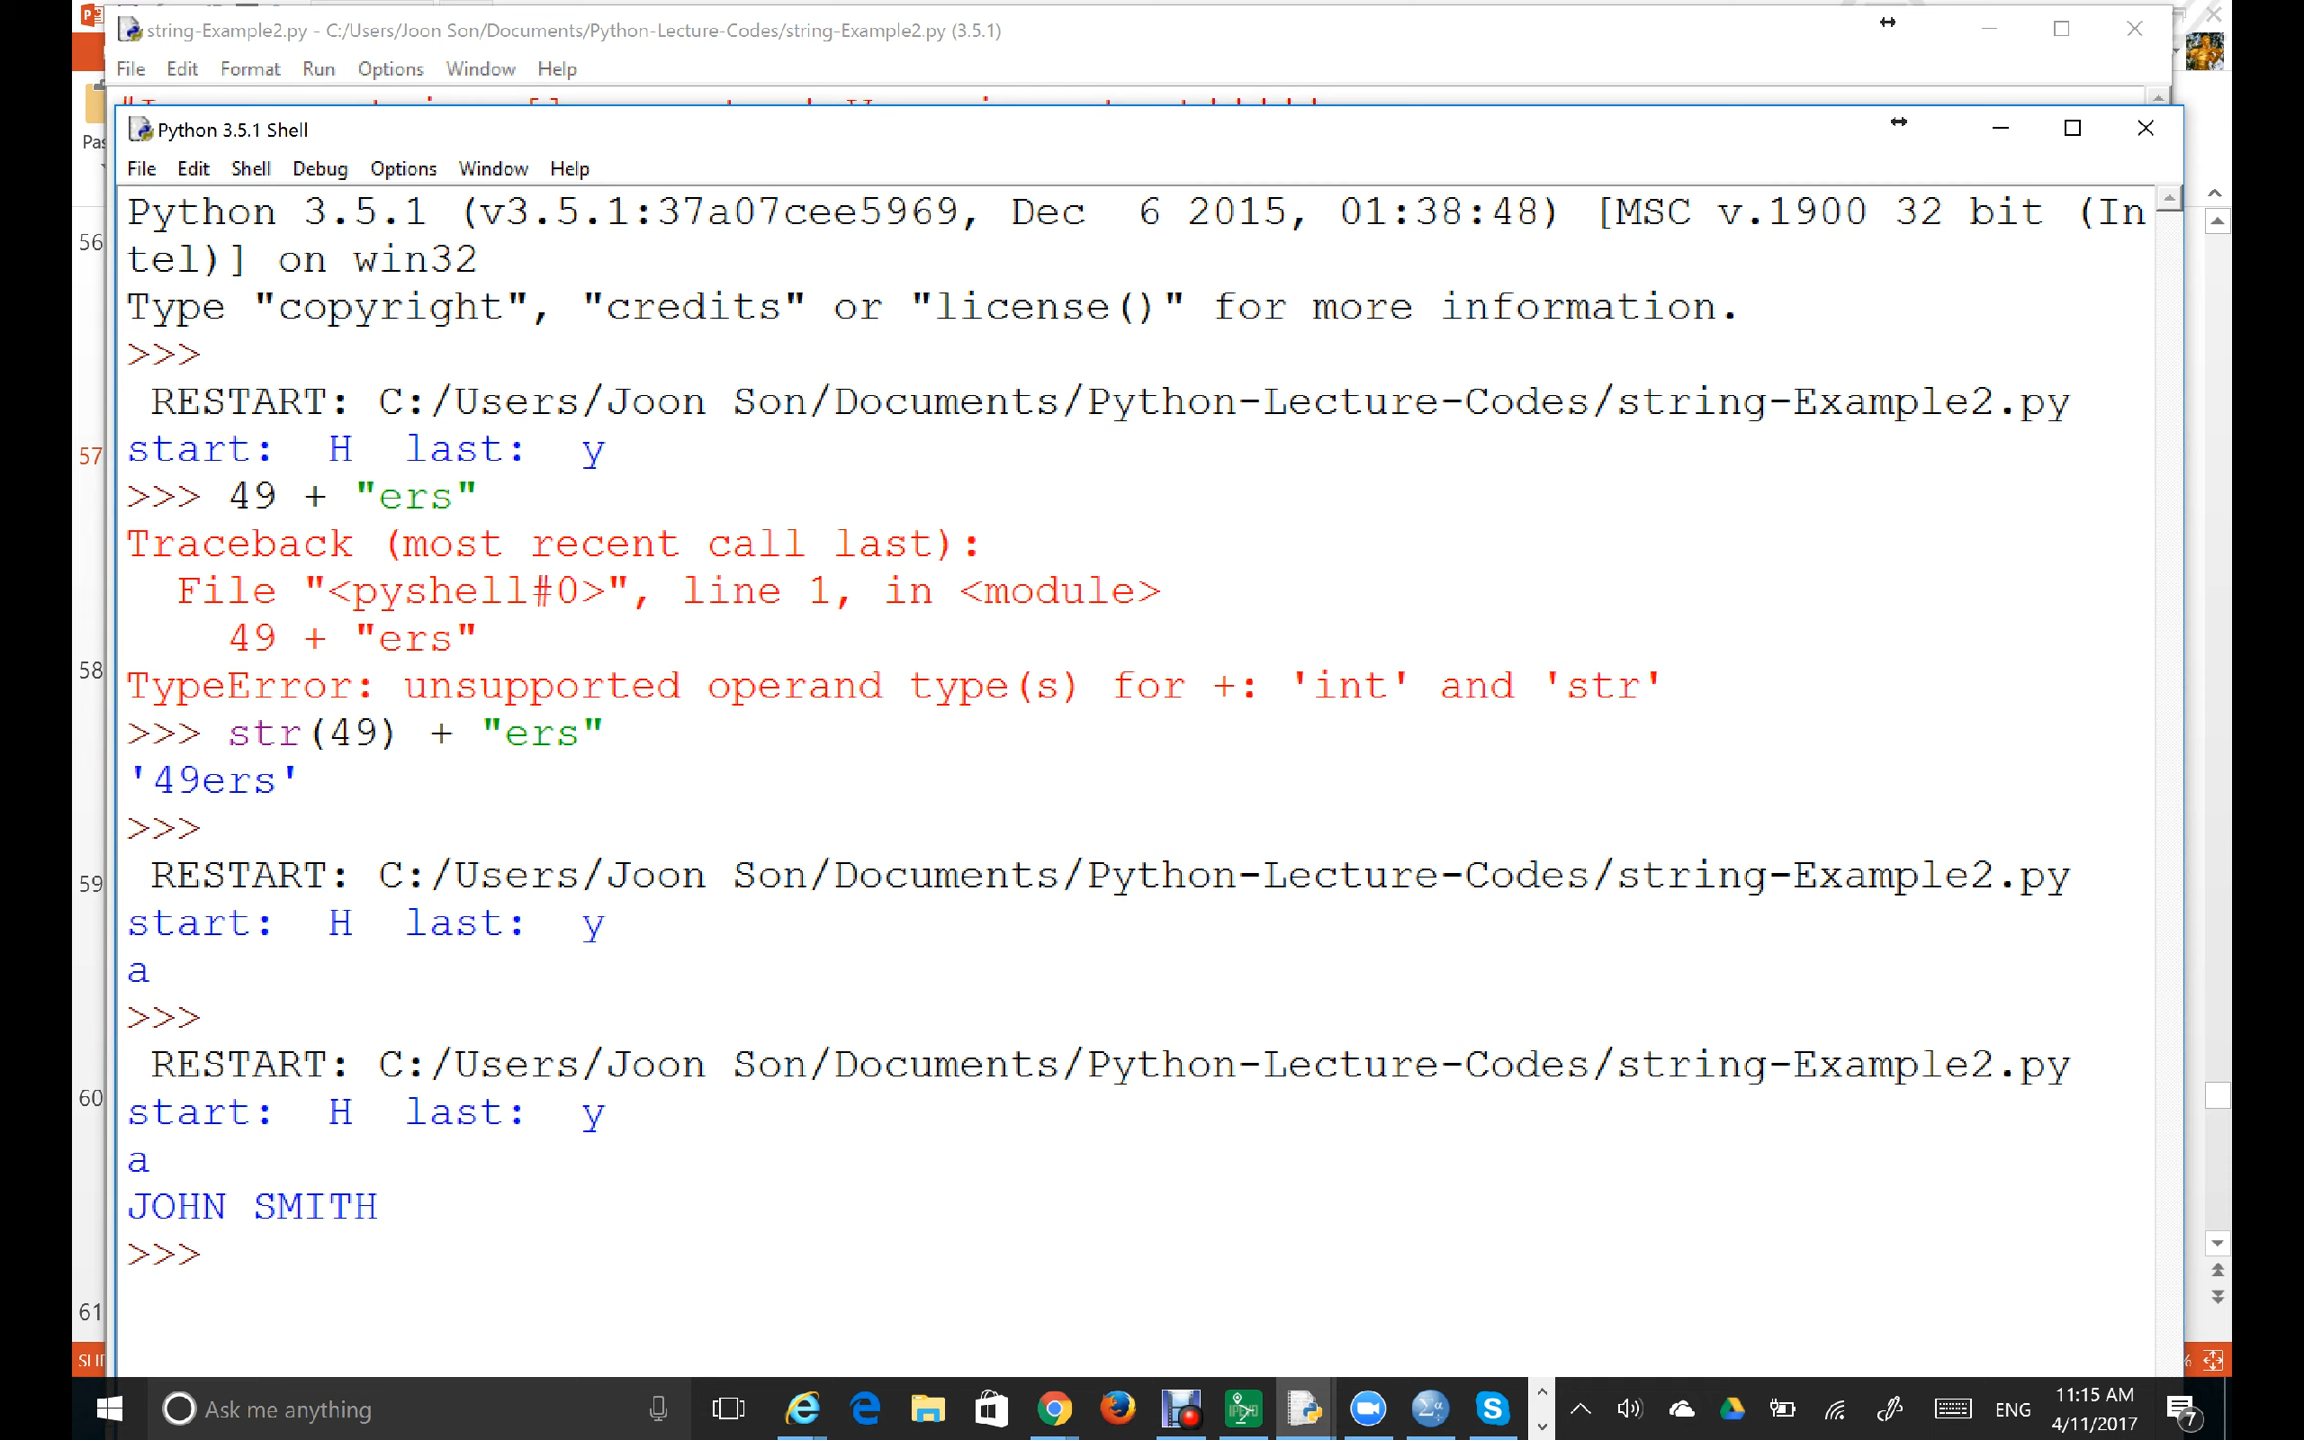 string-Example2.py - C:/Users/Joon Son/Documents/Python-Lecture-Codes/string-Example2.py (3.5.1)
File Edit Format Run Options Window Help
Python 3.5.1 Shell
File Edit Shell Debug Options Window Help
Python 3.5.1 (v3.5.1:37a07cee5969, Dec  6 2015, 01:38:48) [MSC v.1900 32 bit (In
tel)] on win32
Type "copyright", "credits" or "license()" for more information.
>>>
 RESTART: C:/Users/Joon Son/Documents/Python-Lecture-Codes/string-Example2.py
start:  H  last:  y
>>> 49 + "ers"
Traceback (most recent call last):
  File "<pyshell#0>", line 1, in <module>
    49 + "ers"
TypeError: unsupported operand type(s) for +: 'int' and 'str'
>>> str(49) + "ers"
'49ers'
>>>
 RESTART: C:/Users/Joon Son/Documents/Python-Lecture-Codes/string-Example2.py
start:  H  last:  y
a
>>>
 RESTART: C:/Users/Joon Son/Documents/Python-Lecture-Codes/string-Example2.py
start:  H  last:  y
a
JOHN SMITH
>>>
56
57
58
59
60
61
Ask me anything
ENG
11:15 AM
4/11/2017
7